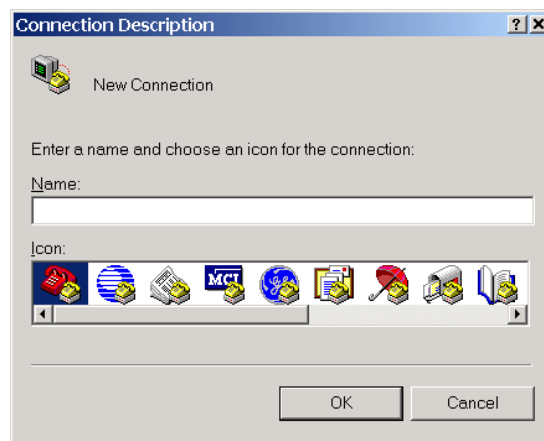 Connection Description
New Connection
Enter a name and choose an icon for the connection:
Name:
Icon:
MCI
OK
Cancel